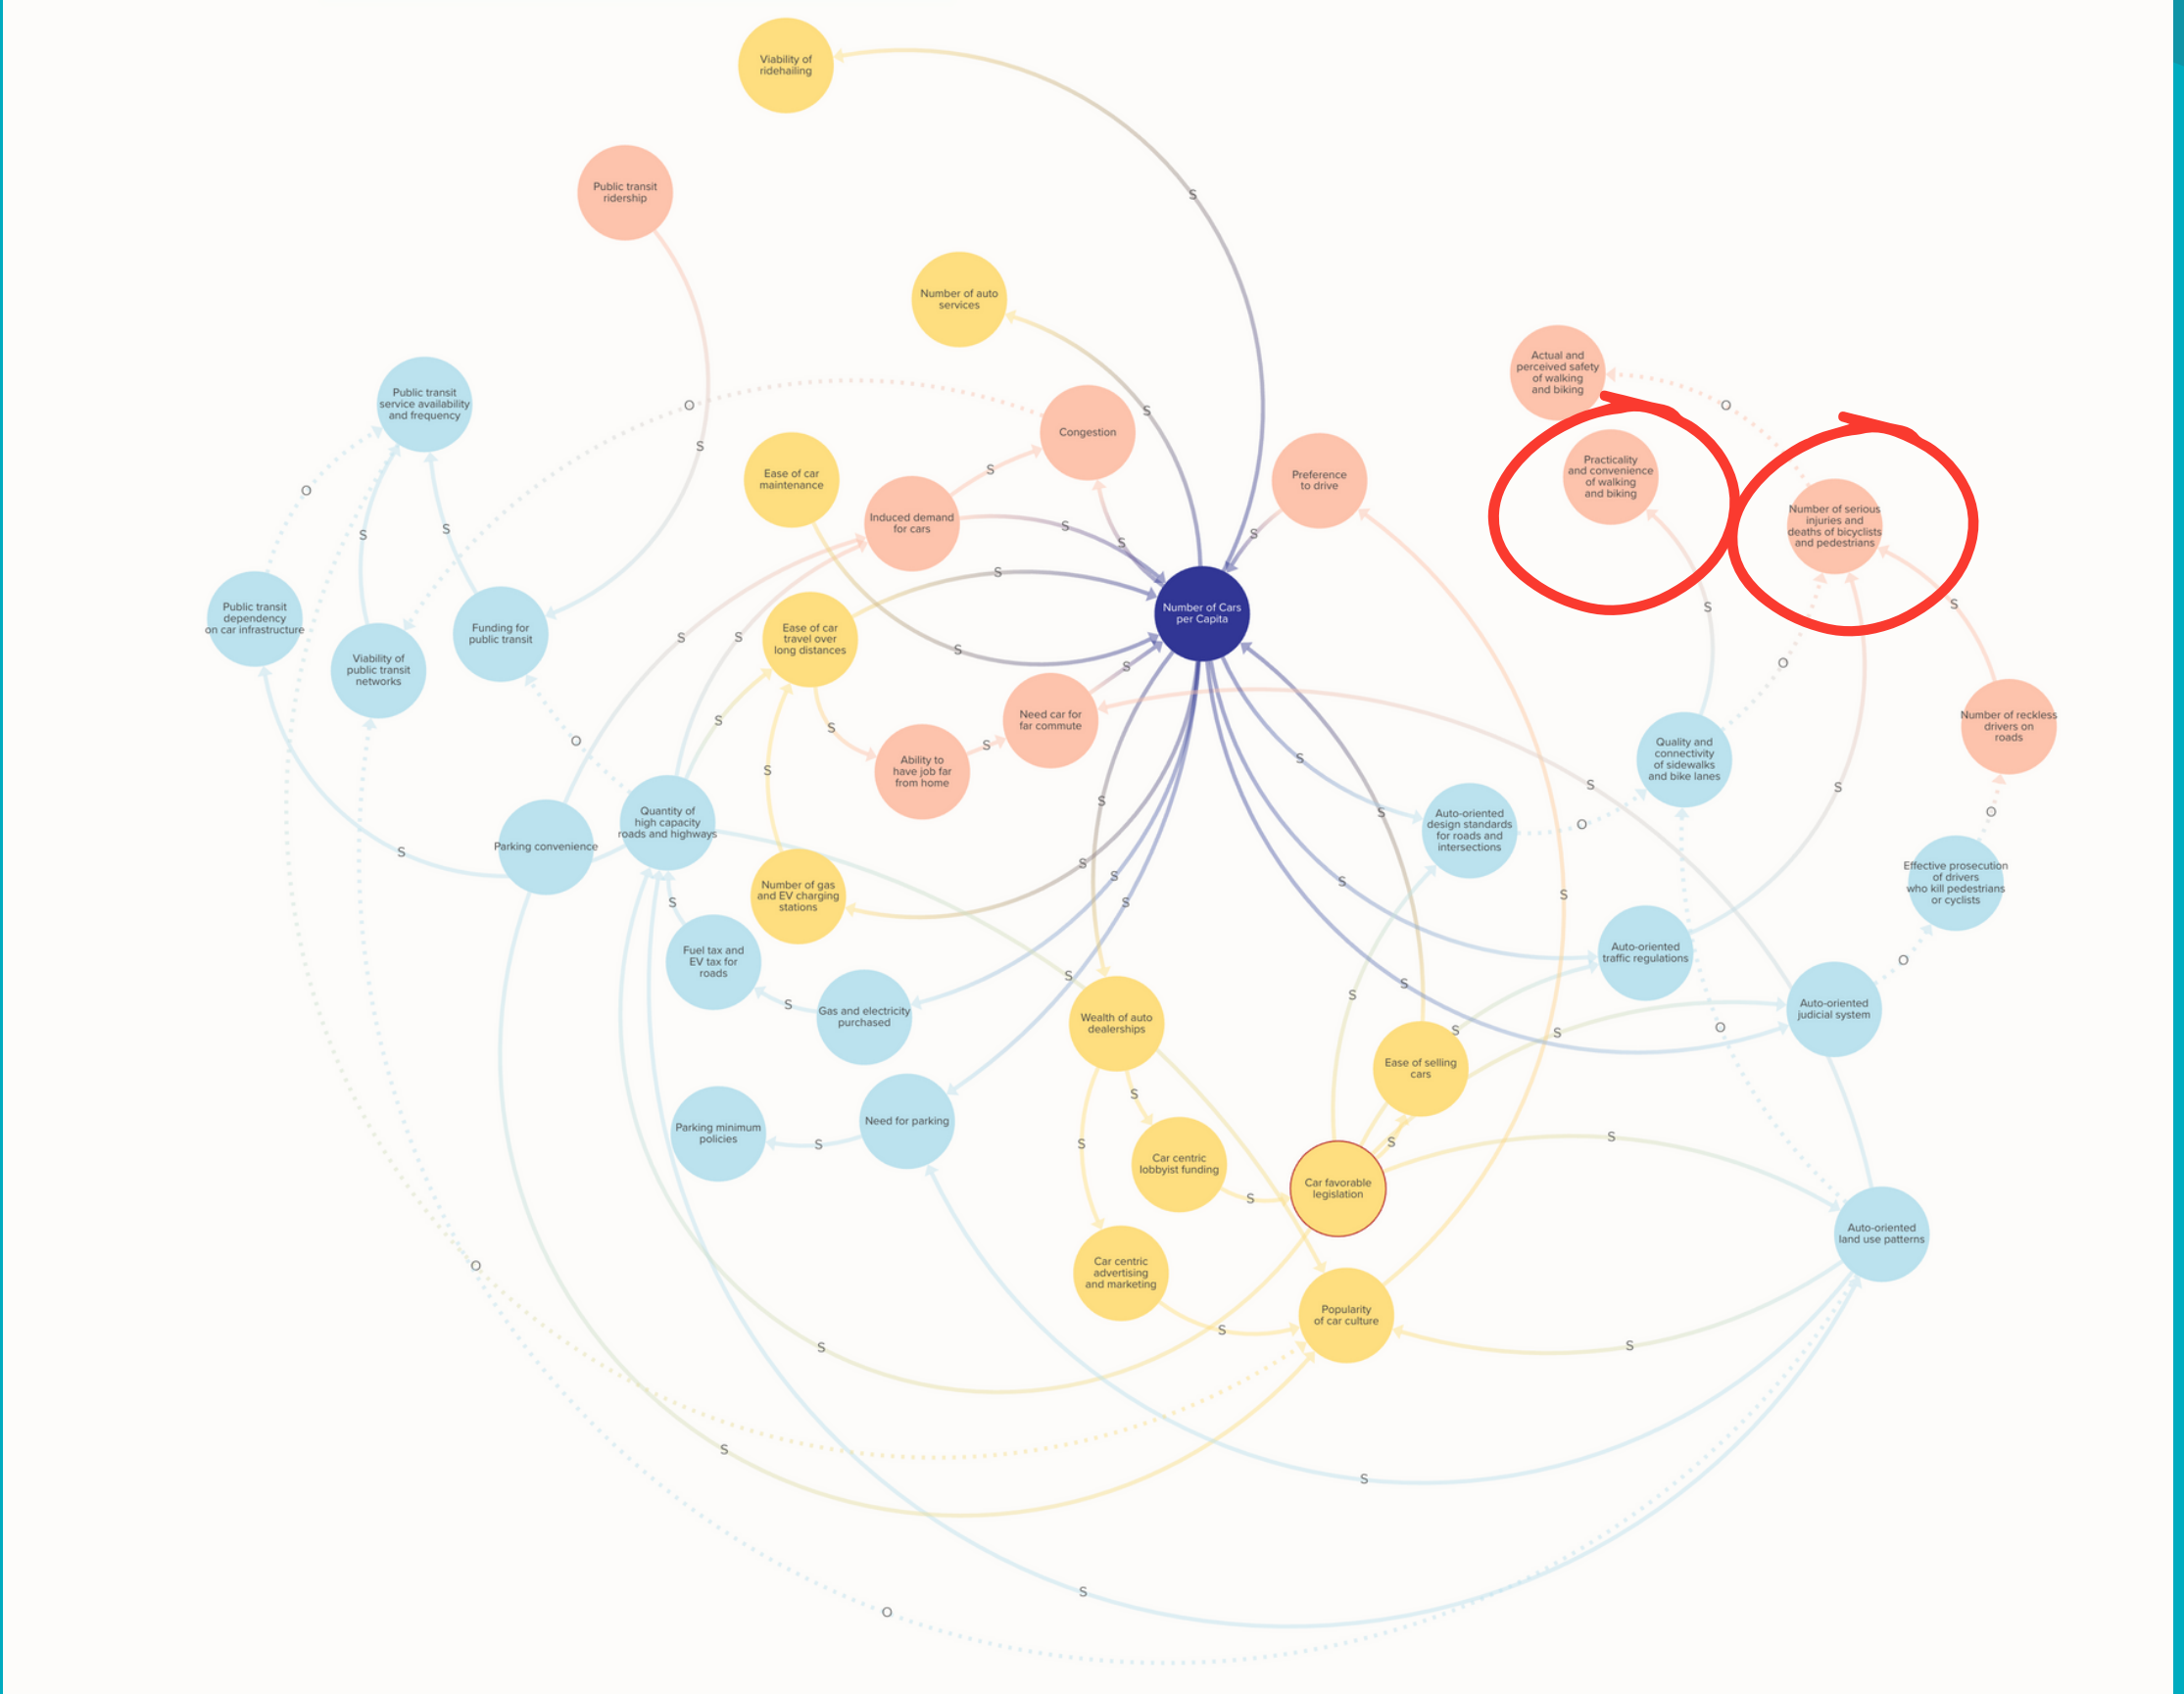 Viability of
ridehailing
S
Public transit
ridership
Number of auto
services
Actual and
perceived safety
of walking
and biking
Public transit
service availability
and frequency
O
S
O
Congestion
S
Ease of car
maintenance
S
Preference
to drive
Practicality
and convenience
of walking
and biking
O
Induced demand
for cars
S
S
S
S
S
S
Number of serious
injuries and
deaths of bicyclists
and pedestrians
S
Public transit
dependency
on car infrastructure
Funding for
public transit
Viability of
public transit
networks
S
S
Ease of car
travel over
long distances
S
S
Number of Cars
per Capita
S
S
O
O
S
S
Need car for
far commute
S
S
Ability to
have job far
from home
S
S
S
Quality and
connectivity
of sidewalks
and bike lanes
Number of reckless
drivers on
roads
S
S
O
Quantity of
high capacity
roads and highways
Parking convenience
S
S
S
Auto-oriented
design standards
for roads and
intersections
O
Number of gas
and EV charging
stations
S
S
S
S
S
S
Effective prosecution
of drivers
who kill pedestrians
or cyclists
Fuel tax and
EV tax for
roads
S
Auto-oriented
traffic regulations
O
Gas and electricity
purchased
S
Wealth of auto
dealerships
S
S
S
S
O
Auto-oriented
judicial system
Ease of selling
cars
Parking minimum
policies
S
Need for parking
S
S
S
S
Car centric
lobbyist funding
S
Car favorable
legislation
Auto-oriented
land use patterns
O
Car centric
advertising
and marketing
S
Popularity
of car culture
S
S
S
S
S
O